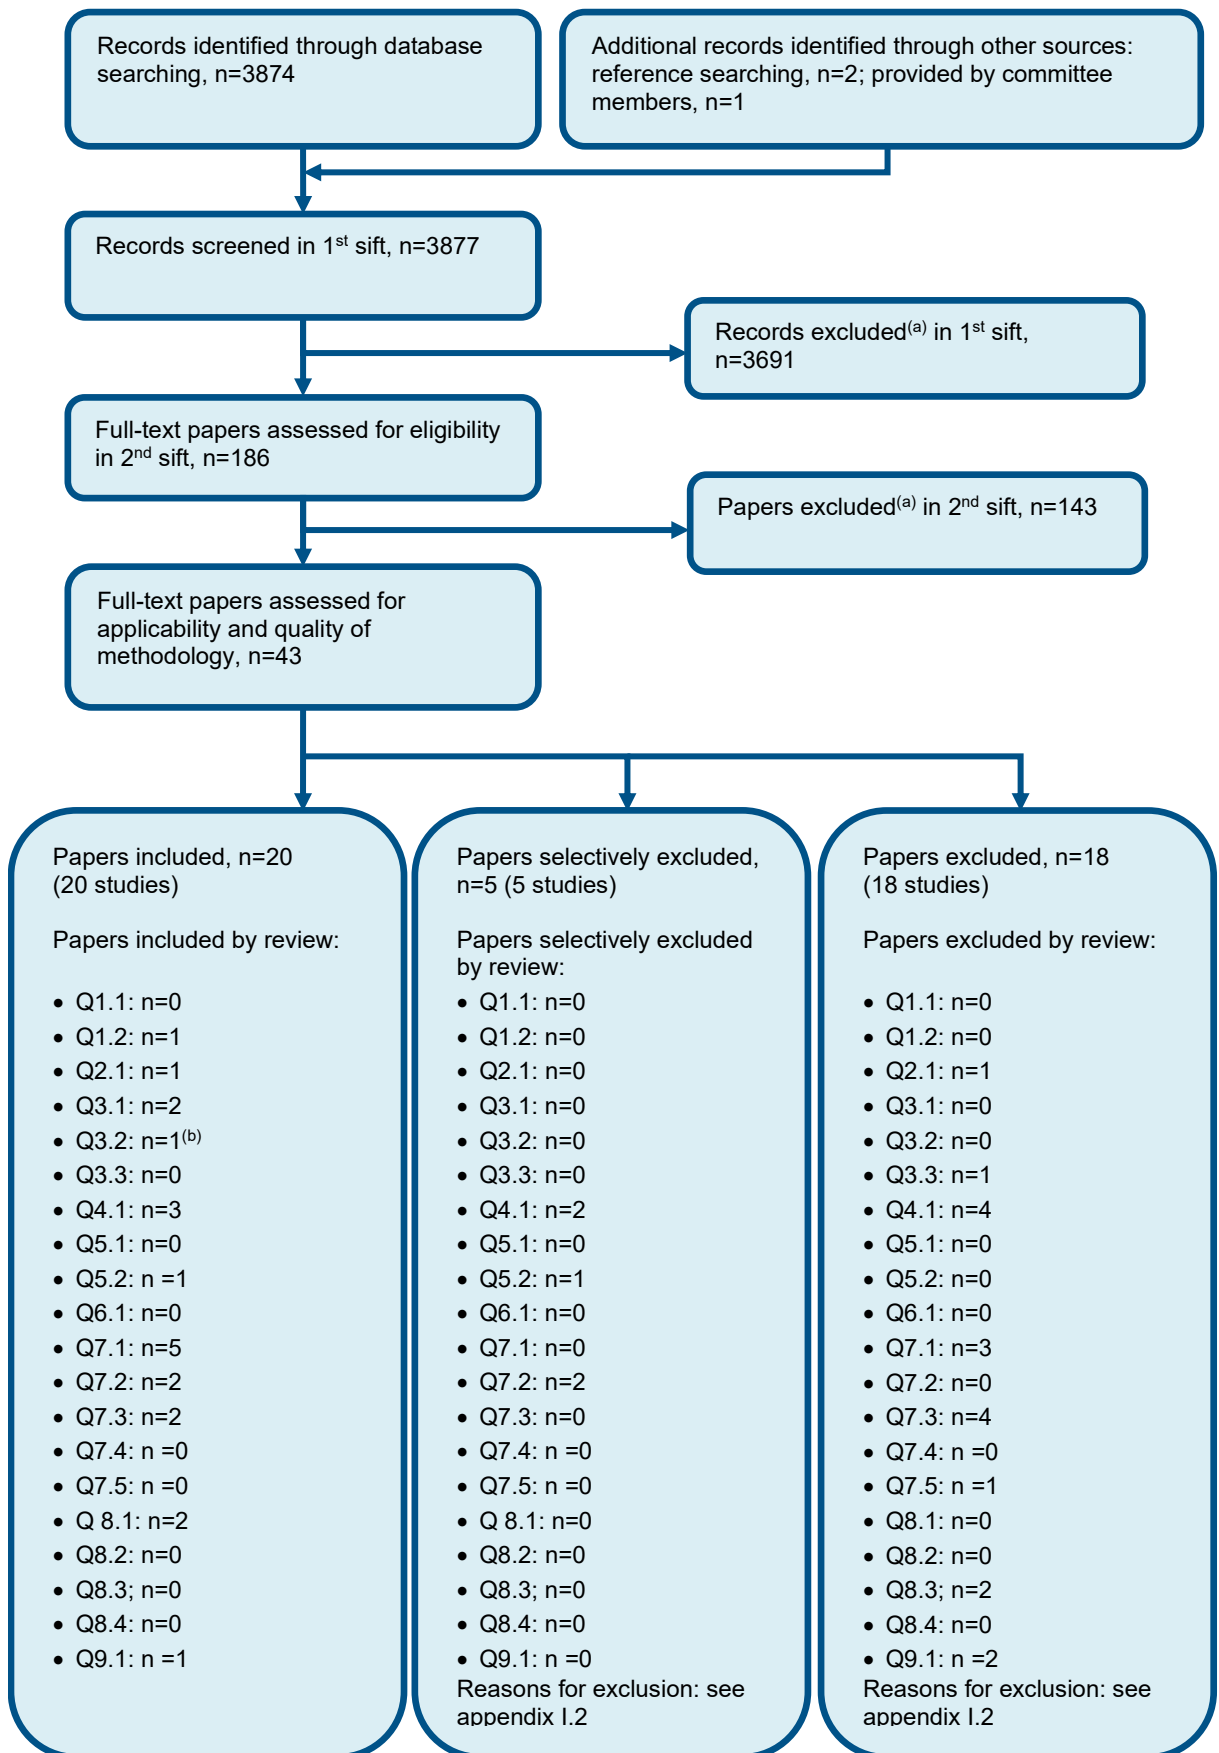 Records identified through database
searching, n=3874
Additional records identified through other sources:
reference searching, n=2; provided by committee
members, n=1
Records screened in 1st sift, n=3877
Records excluded(a) in 1st sift,
n=3691
Full-text papers assessed for eligibility
in 2nd sift, n=186
Papers excluded(a) in 2nd sift, n=143
Full-text papers assessed for
applicability and quality of
methodology, n=43
Papers included, n=20
(20 studies)
Papers included by review:
• Q1.1: n=0
• Q1.2: n=1
• Q2.1: n=1
• Q3.1: n=2
• Q3.2: n=1(b)
• Q3.3: n=0
• Q4.1: n=3
• Q5.1: n=0
• Q5.2: n =1
• Q6.1: n=0
• Q7.1: n=5
• Q7.2: n=2
• Q7.3: n=2
• Q7.4: n =0
• Q7.5: n =0
• Q 8.1: n=2
• Q8.2: n=0
• Q8.3; n=0
• Q8.4: n=0
• Q9.1: n =1
Papers selectively excluded,
n=5 (5 studies)
Papers selectively excluded
by review:
• Q1.1: n=0
• Q1.2: n=0
• Q2.1: n=0
• Q3.1: n=0
• Q3.2: n=0
• Q3.3: n=0
• Q4.1: n=2
• Q5.1: n=0
• Q5.2: n=1
• Q6.1: n=0
• Q7.1: n=0
• Q7.2: n=2
• Q7.3: n=0
• Q7.4: n =0
• Q7.5: n =0
• Q 8.1: n=0
• Q8.2: n=0
• Q8.3; n=0
• Q8.4: n=0
• Q9.1: n =0
Reasons for exclusion: see
appendix I.2
Papers excluded, n=18
(18 studies)
Papers excluded by review:
• Q1.1: n=0
• Q1.2: n=0
• Q2.1: n=1
• Q3.1: n=0
• Q3.2: n=0
• Q3.3: n=1
• Q4.1: n=4
• Q5.1: n=0
• Q5.2: n=0
• Q6.1: n=0
• Q7.1: n=3
• Q7.2: n=0
• Q7.3: n=4
• Q7.4: n =0
• Q7.5: n =1
• Q8.1: n=0
• Q8.2: n=0
• Q8.3; n=2
• Q8.4: n=0
• Q9.1: n =2
Reasons for exclusion: see
appendix I.2